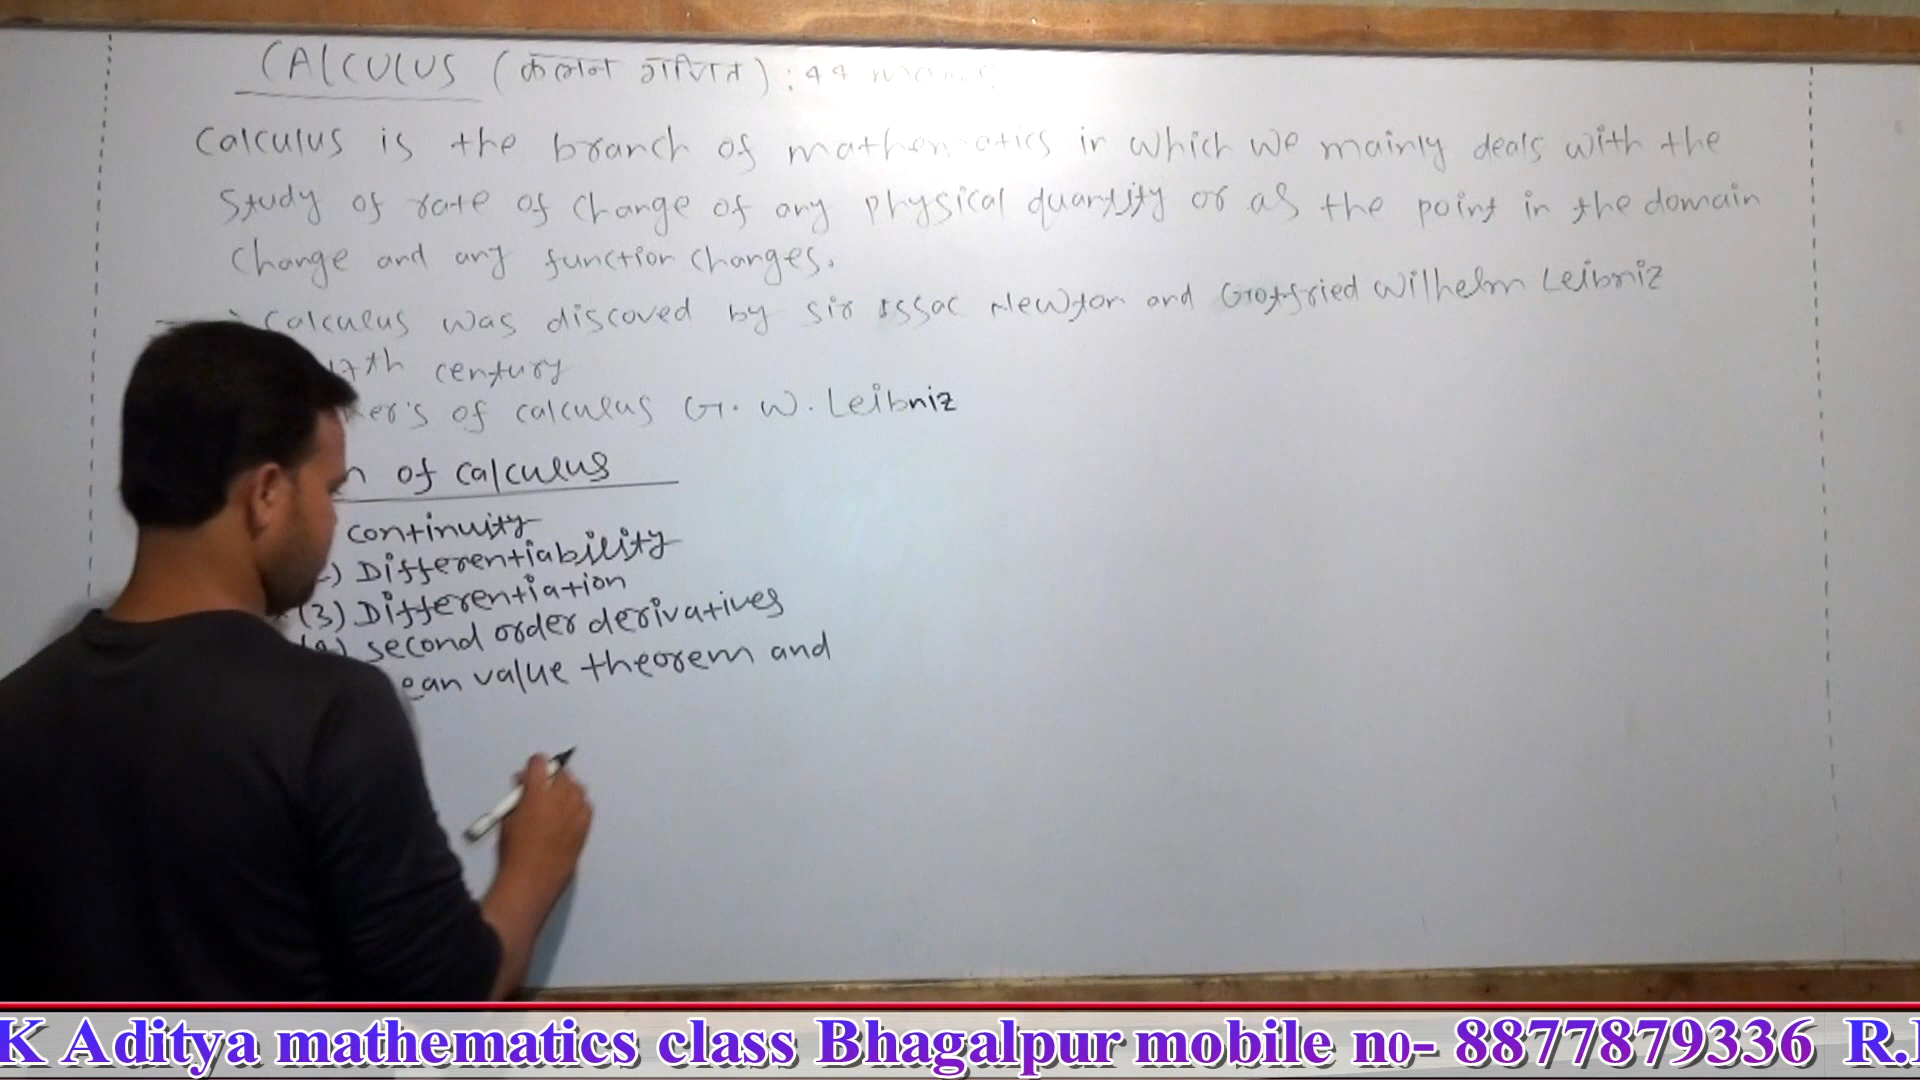 CALCULUS (कलन गणित) : 44
Calculus is the branch of mathematics in which we mainly deals with the
study of rate of change of any physical quantity or as the point in the domain
change and any function changes.
Calculus was discoved by sir Issac Newton and Gotfried Wilhelm Leibniz
17th century
of calculus G. W. Leibniz
of calculus
continuity
) Differentiability
(3) Differentiation
second order derivatives
value theorem and
K Aditya mathematics class Bhagalpur mobile no- 8877879336 R.